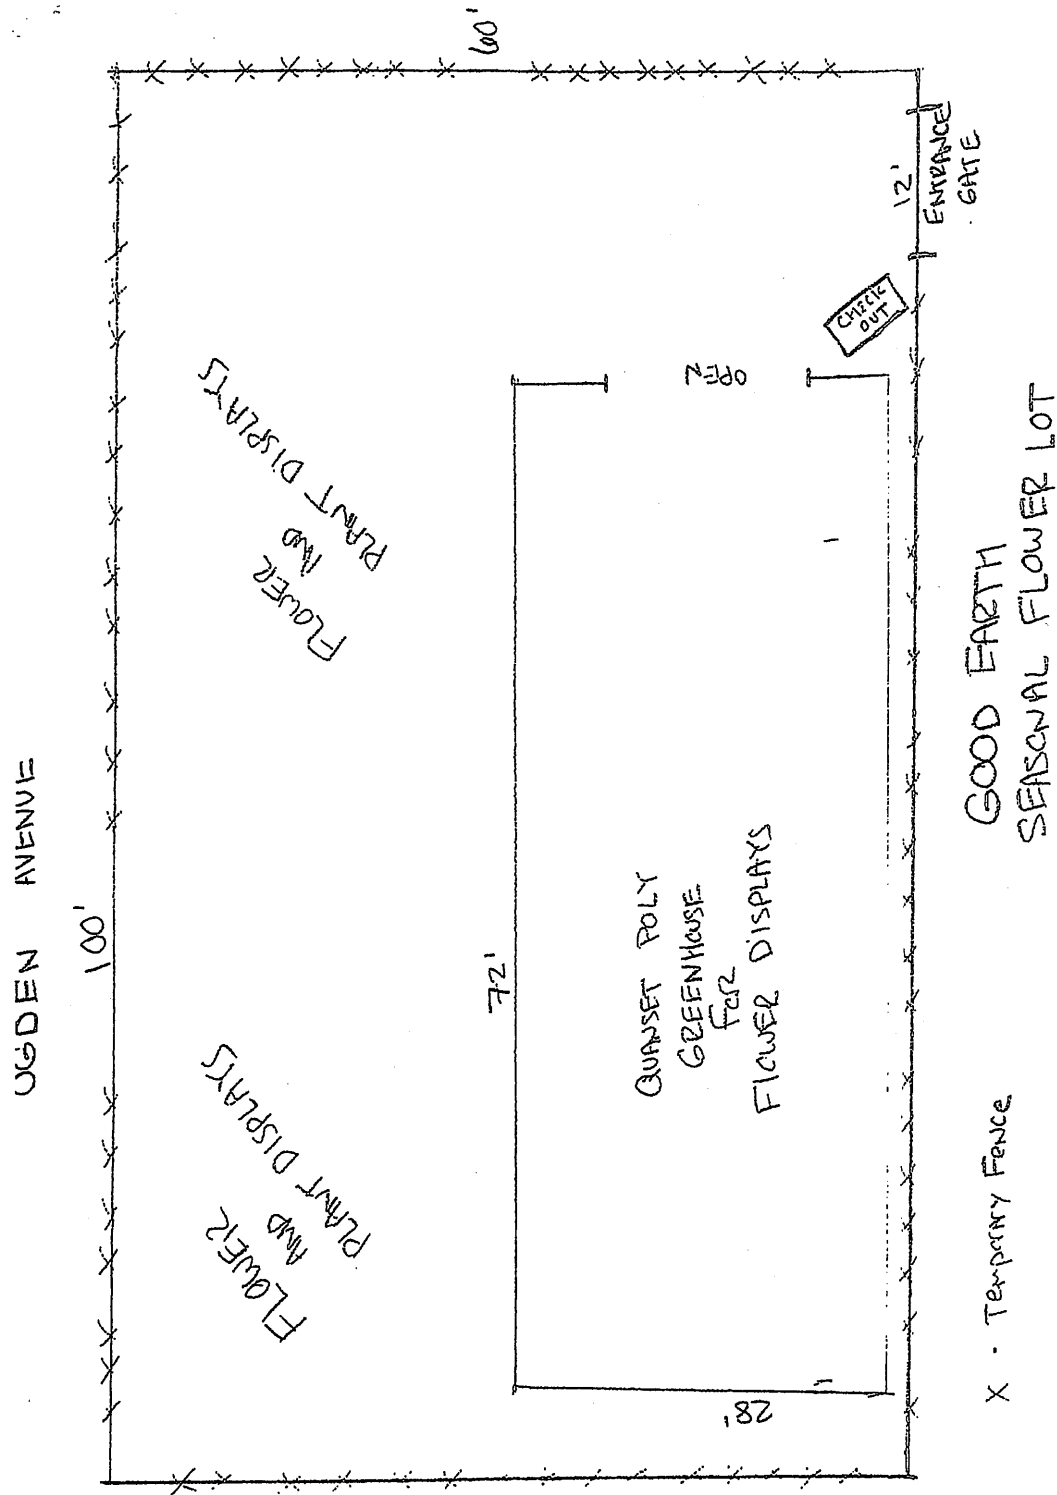 OGDEN AVENUE
100'
60'
FLOWER
AND
PLANT DISPLAYS
FLOWER
AND
PLANT DISPLAYS
72'
28'
QUANSET POLY
GREENHOUSE
FOR
FLOWER DISPLAYS
OPEN
CHECK
OUT
12'
ENTRANCE
GATE
X - Temporary Fence
GOOD EARTH
SEASONAL FLOWER LOT